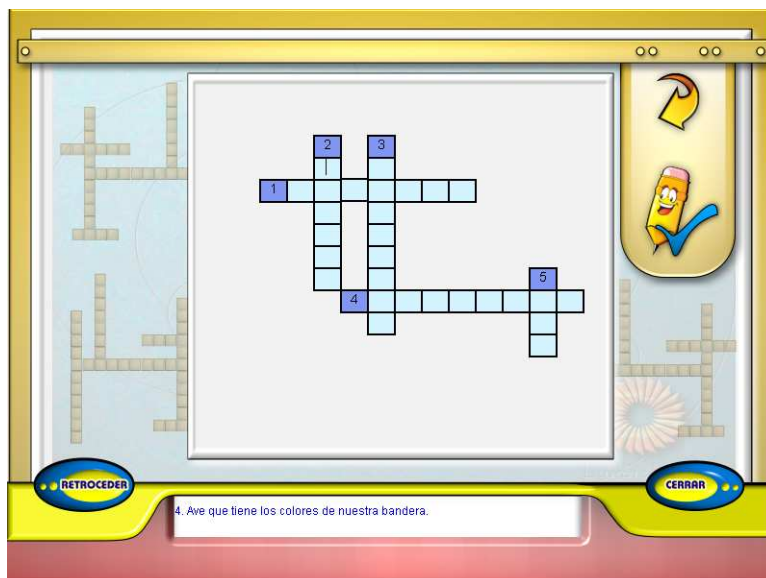 2 3
1
5
4
RETROCEDER
CERRAR
4. Ave que tiene los colores de nuestra bandera.